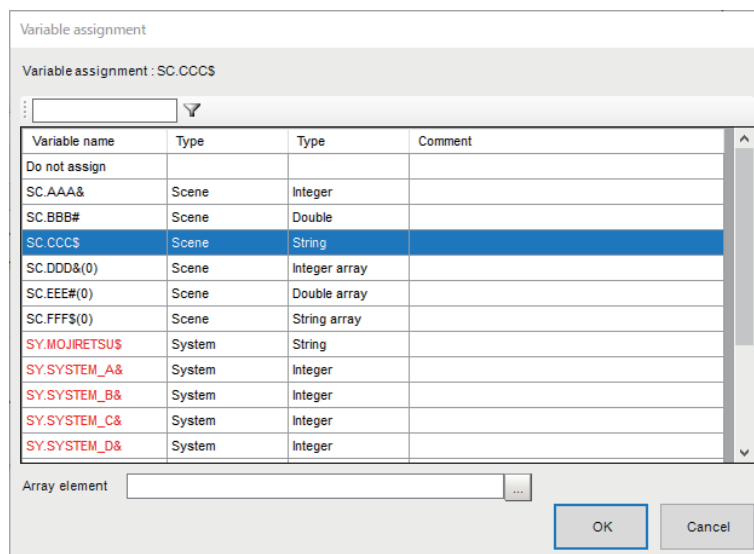 Variable assignment
Variable assignment : SC.CCC$
Variable name Type Type Comment
Do not assign
SC.AAA& Scene Integer
SC.BBB# Scene Double
SC.CCC$ Scene String
SC.DDD&(0) Scene Integer array
SC.EEE#(0) Scene Double array
SC.FFF$(0) Scene String array
SY.MOJIRETSU$ System String
SY.SYSTEM_A& System Integer
SY.SYSTEM_B& System Integer
SY.SYSTEM_C& System Integer
SY.SYSTEM_D& System Integer
Array element ...
OK Cancel